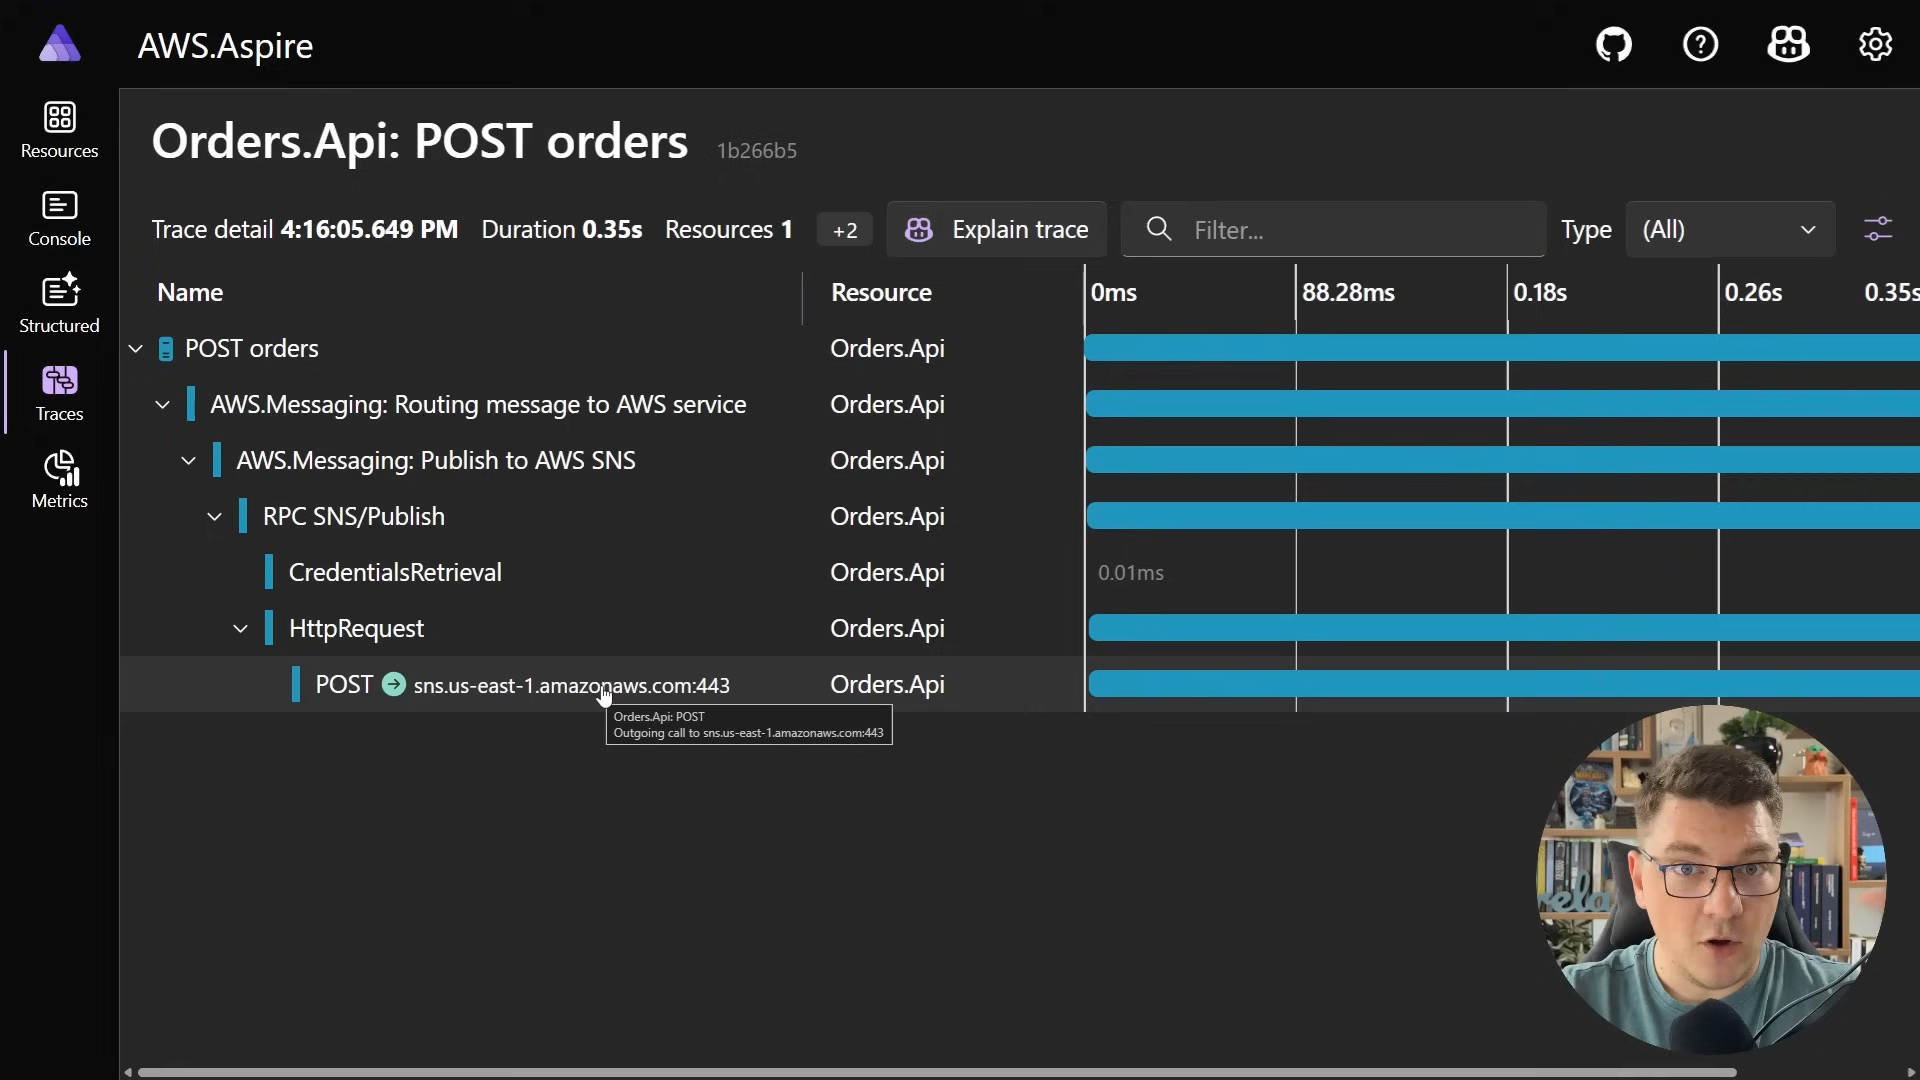 AWS.Aspire
Resources
Console
Structured
Traces
Metrics
Orders.Api: POST orders 1b266b5
Trace detail 4:16:05.649 PM Duration 0.35s Resources 1 +2 Explain trace Filter... Type (All)
Name Resource 0ms 88.28ms 0.18s 0.26s 0.35s
POST orders Orders.Api
AWS.Messaging: Routing message to AWS service Orders.Api
AWS.Messaging: Publish to AWS SNS Orders.Api
RPC SNS/Publish Orders.Api
CredentialsRetrieval Orders.Api 0.01ms
HttpRequest Orders.Api
POST sns.us-east-1.amazonaws.com:443 Orders.Api
Orders.Api: POST
Outgoing call to sns.us-east-1.amazonaws.com:443